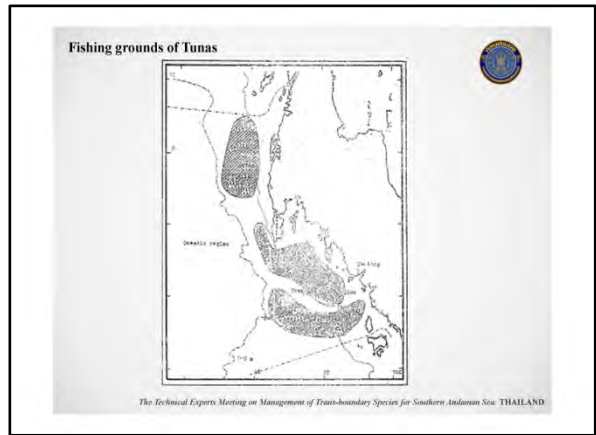 Fishing grounds of Tunas
Oceanic region
The Technical Experts Meeting on Management of Trans-boundary Species for Southern Andaman Sea: THAILAND